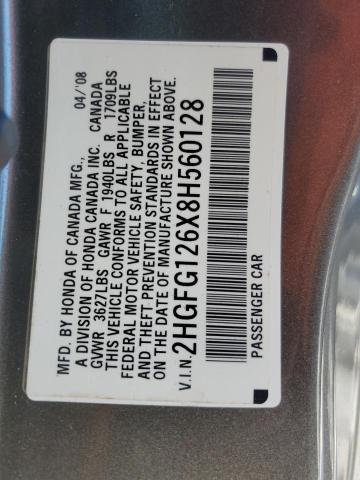 MFD. BY HONDA OF CANADA MFG., 04/'08
A DIVISION OF HONDA CANADA INC. CANADA
GVWR 3627LBS GAWR F 1940LBS R 1709LBS
THIS VEHICLE CONFORMS TO ALL APPLICABLE
FEDERAL MOTOR VEHICLE SAFETY, BUMPER,
AND THEFT PREVENTION STANDARDS IN EFFECT
ON THE DATE OF MANUFACTURE SHOWN ABOVE.
V.I.N. 2HGFG126X8H560128
PASSENGER CAR